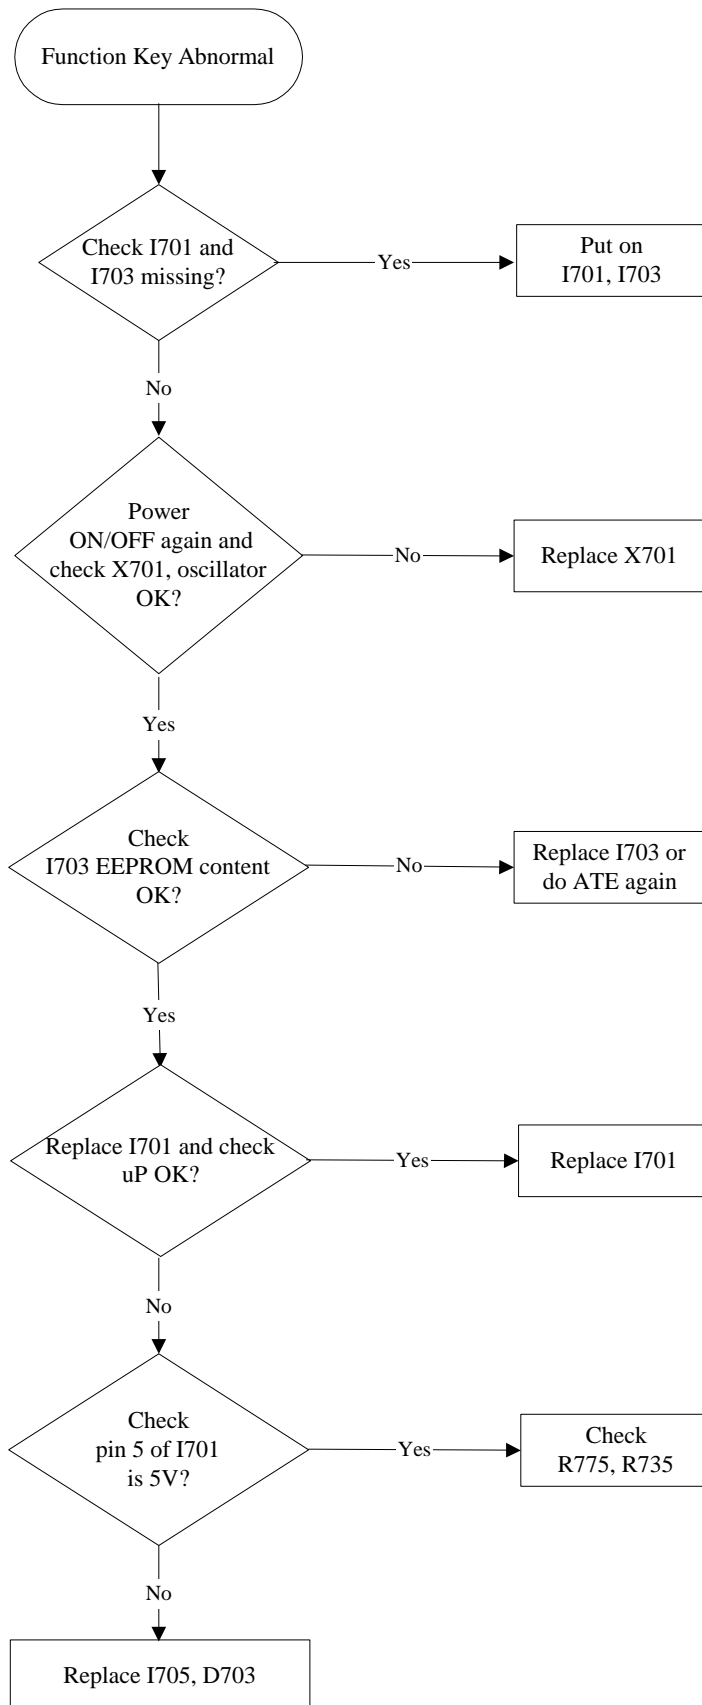 Function Key Abnormal
Check I701 and
I703 missing?
Yes
Put on
I701, I703
No
Power
ON/OFF again and
check X701, oscillator
OK?
No
Replace X701
Yes
Check
I703 EEPROM content
OK?
No
Replace I703 or
do ATE again
Yes
Replace I701 and check
uP OK?
Yes
Replace I701
No
Check
pin 5 of I701
is 5V?
Yes
Check
R775, R735
No
Replace I705, D703